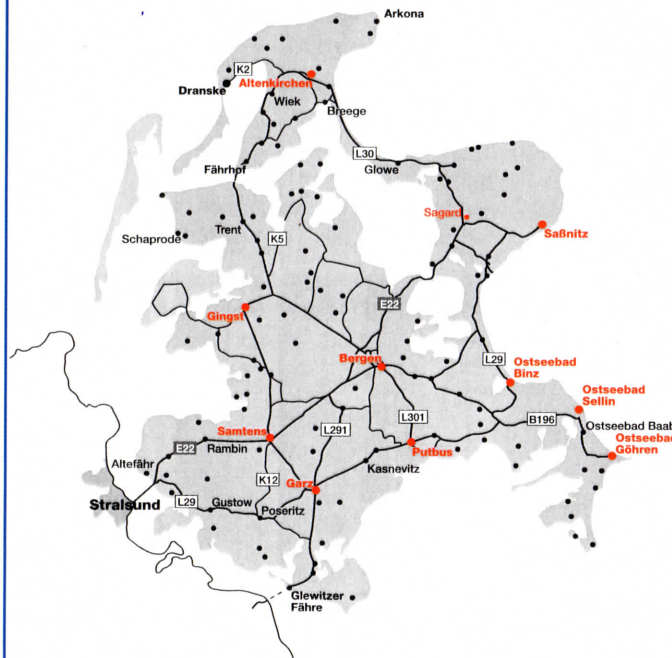 Arkona
K2
Altenkirchen
Dranske
Wiek
Breege
L30
Fährhof
Glowe
Sagard
Trent
Schaprode
K5
Saßnitz
E22
Gingst
Bergen
L29
Ostseebad
Binz
Ostseebad
Sellin
L301
B196
Ostseebad Baab
Samtens
L291
Ostseebad
Göhren
E22
Rambin
Putbus
Altefähr
Kasnevitz
K12
Garz
Stralsund
L29
Gustow
Poseritz
Glewitzer
Fähre